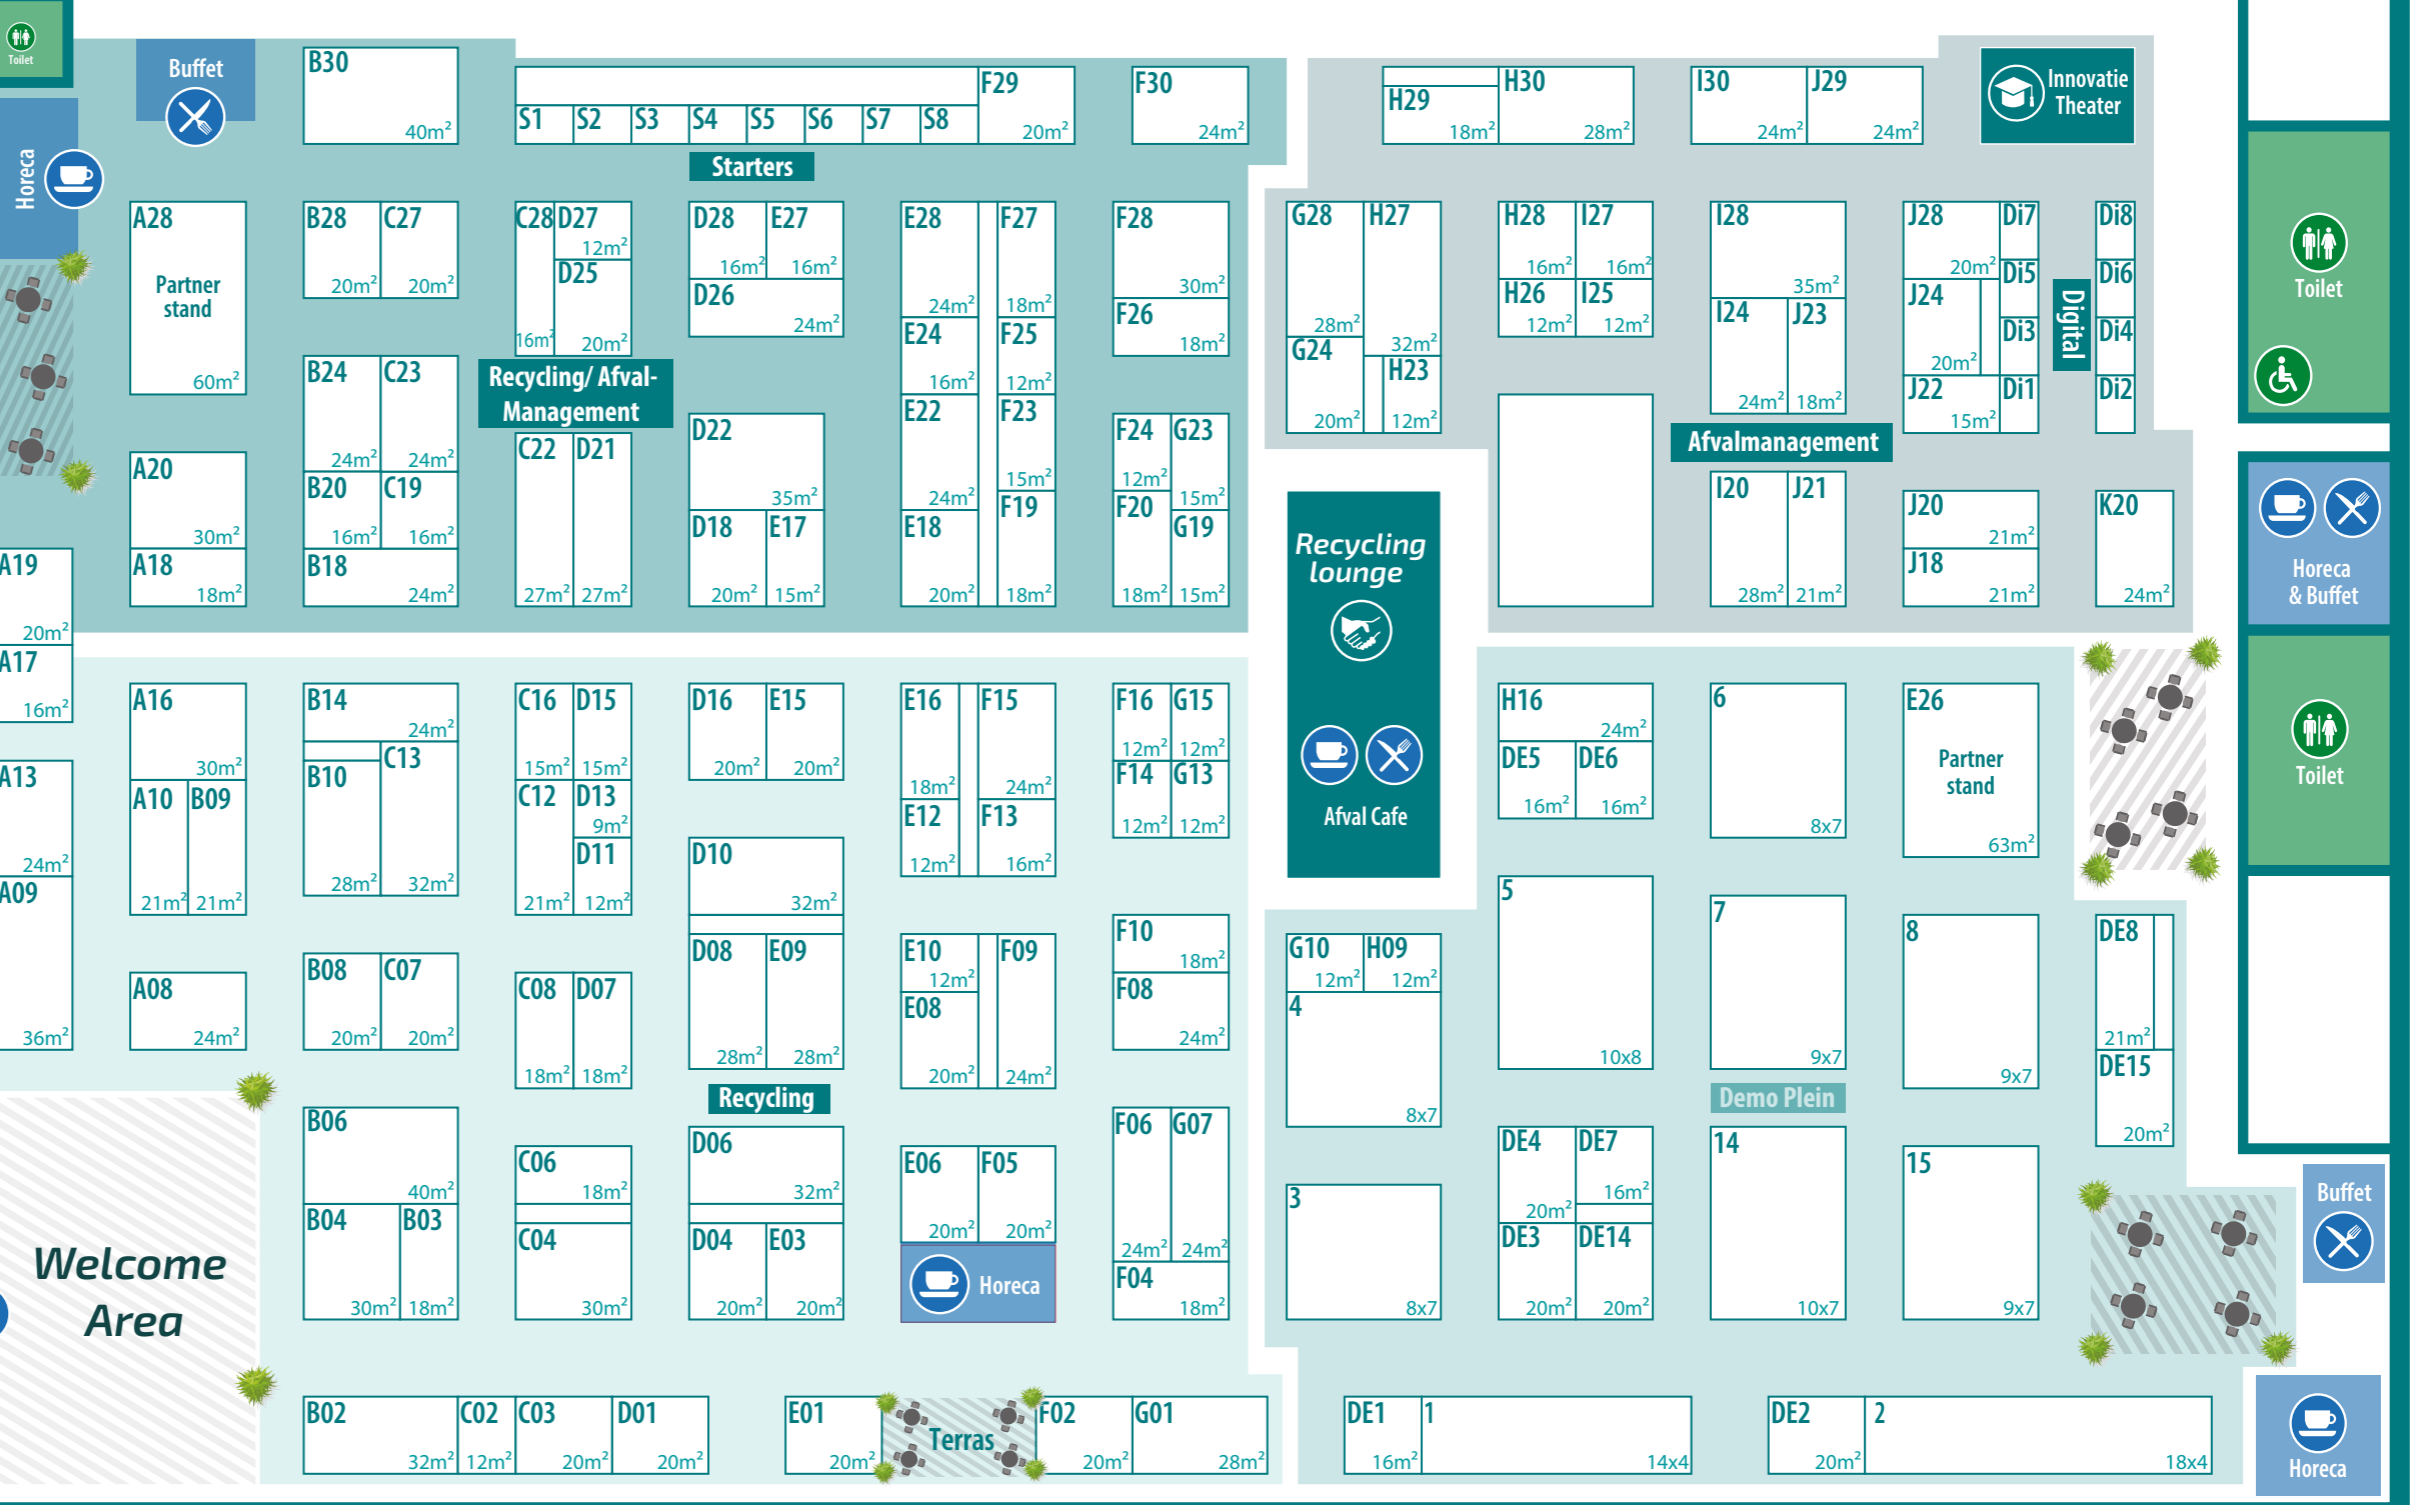 Toilet
Buffet
Horeca
B30
40m²
S1
S2
S3
S4
S5
S6
S7
S8
F29
20m²
F30
24m²
Starters
H29
18m²
H30
28m²
I30
24m²
J29
24m²
Innovatie
Theater
A28
Partner
stand
60m²
B28
20m²
C27
20m²
C28
16m²
D27
12m²
D25
20m²
D28
16m²
E27
16m²
D26
24m²
E28
24m²
F27
18m²
E24
16m²
F25
12m²
E22
24m²
F23
15m²
E18
20m²
F19
18m²
F28
30m²
F26
18m²
G28
28m²
H27
32m²
G24
20m²
H23
12m²
H28
16m²
I27
16m²
H26
12m²
I25
12m²
I28
35m²
I24
24m²
J23
18m²
J28
20m²
J24
20m²
J22
15m²
Di7
Di5
Di3
Di1
Digital
Di8
Di6
Di4
Di2
Toilet
Recycling/ Afval-
Management
B24
24m²
C23
24m²
B20
16m²
C19
16m²
B18
24m²
A20
30m²
A18
18m²
A19
20m²
A17
16m²
C22
27m²
D21
27m²
D22
35m²
D18
20m²
E17
15m²
F24
12m²
G23
15m²
F20
18m²
G19
15m²
Recycling
lounge
Afval Cafe
Afvalmanagement
I20
28m²
J21
21m²
J20
21m²
J18
21m²
K20
24m²
Horeca
& Buffet
Toilet
A16
30m²
A10
21m²
B09
21m²
A13
24m²
A09
36m²
A08
24m²
B14
24m²
B10
28m²
C13
32m²
B08
20m²
C07
20m²
C16
15m²
D15
15m²
C12
21m²
D13
9m²
D11
12m²
C08
18m²
D07
18m²
D16
20m²
E15
20m²
D10
32m²
D08
28m²
E09
28m²
Recycling
E16
18m²
F15
24m²
E12
12m²
F13
16m²
E10
12m²
F09
24m²
E08
20m²
F16
12m²
G15
12m²
F14
12m²
G13
12m²
F10
18m²
F08
24m²
H16
24m²
DE5
16m²
DE6
16m²
6
8x7
E26
Partner
stand
63m²
5
10x8
7
9x7
8
9x7
DE8
21m²
DE15
20m²
G10
12m²
H09
12m²
4
8x7
3
8x7
Demo Plein
DE4
20m²
DE7
16m²
DE3
20m²
DE14
20m²
14
10x7
15
9x7
Buffet
Horeca
Welcome
Area
B06
40m²
B04
30m²
B03
18m²
C06
18m²
C04
30m²
D06
32m²
D04
20m²
E03
20m²
E06
20m²
F05
20m²
Horeca
F06
24m²
G07
24m²
F04
18m²
B02
32m²
C02
12m²
C03
20m²
D01
20m²
E01
20m²
Terras
F02
20m²
G01
28m²
DE1
16m²
1
14x4
DE2
20m²
2
18x4